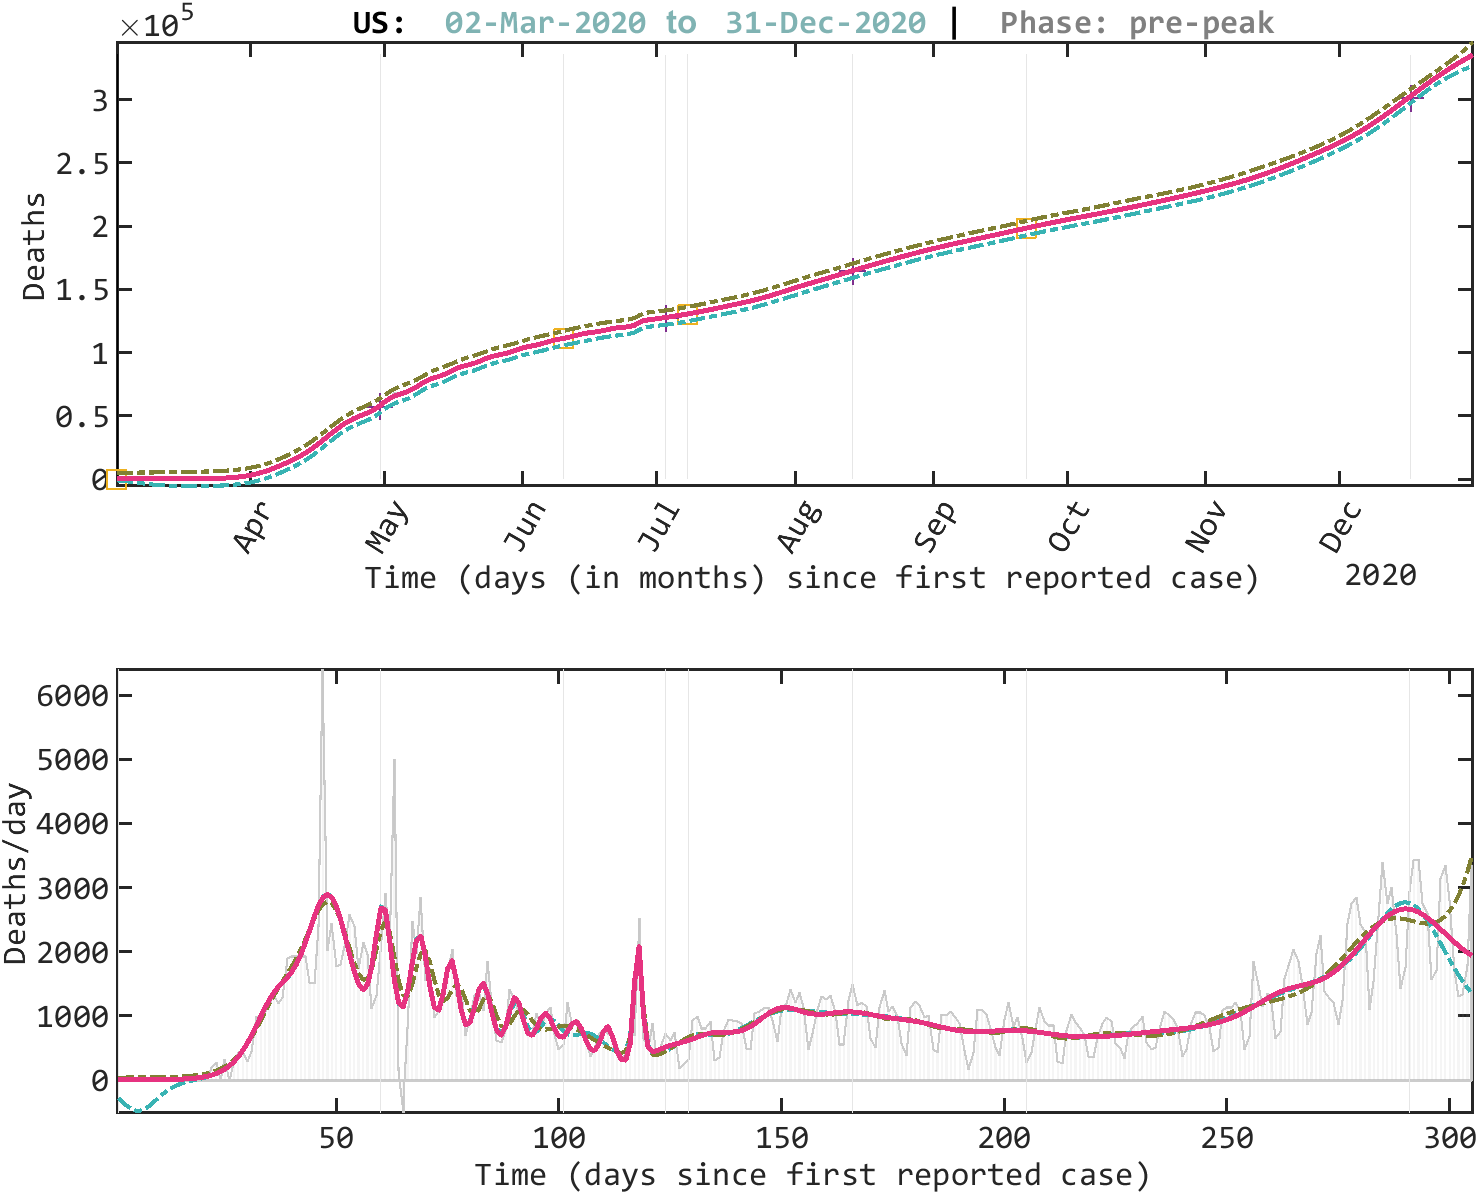 ×10⁵ US: 02-Mar-2020 to 31-Dec-2020 | Phase: pre-peak
3
2.5
2
1.5
1
0.5
0
Deaths
Apr May Jun Jul Aug Sep Oct Nov Dec
Time (days (in months) since first reported case) 2020
6000
5000
4000
3000
2000
1000
0
Deaths/day
50 100 150 200 250 300
Time (days since first reported case)